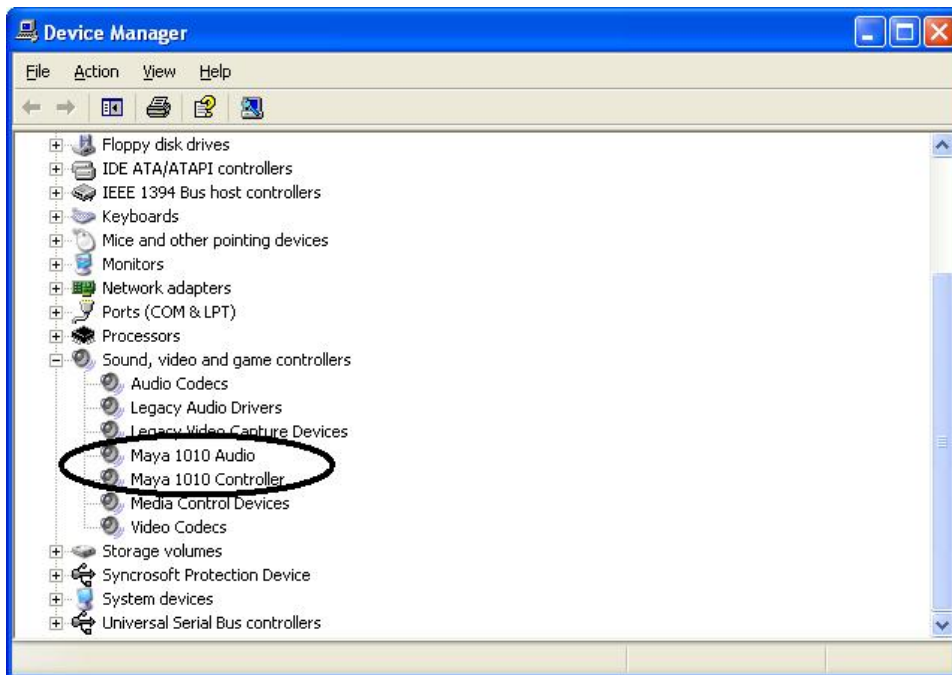 Device Manager
File Action View Help
Floppy disk drives
IDE ATA/ATAPI controllers
IEEE 1394 Bus host controllers
Keyboards
Mice and other pointing devices
Monitors
Network adapters
Ports (COM & LPT)
Processors
Sound, video and game controllers
Audio Codecs
Legacy Audio Drivers
Legacy Video Capture Devices
Maya 1010 Audio
Maya 1010 Controller
Media Control Devices
Video Codecs
Storage volumes
Syncrosoft Protection Device
System devices
Universal Serial Bus controllers